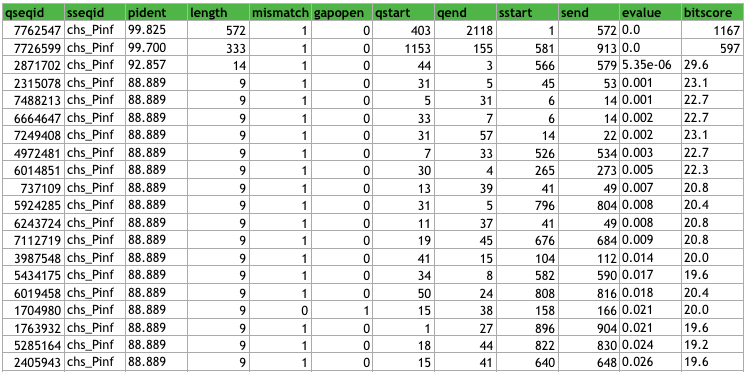 qseqid sseqid pident length mismatch gapopen qstart qend sstart send evalue bitscore
7762547 chs_Pinf 99.825 572 1 0 403 2118 1 572 0.0 1167
7726599 chs_Pinf 99.700 333 1 0 1153 155 581 913 0.0 597
2871702 chs_Pinf 92.857 14 1 0 44 3 566 579 5.35e-06 29.6
2315078 chs_Pinf 88.889 9 1 0 31 5 45 53 0.001 23.1
7488213 chs_Pinf 88.889 9 1 0 5 31 6 14 0.001 22.7
6664647 chs_Pinf 88.889 9 1 0 33 7 6 14 0.002 22.7
7249408 chs_Pinf 88.889 9 1 0 31 57 14 22 0.002 23.1
4972481 chs_Pinf 88.889 9 1 0 7 33 526 534 0.003 22.7
6014851 chs_Pinf 88.889 9 1 0 30 4 265 273 0.005 22.3
737109 chs_Pinf 88.889 9 1 0 13 39 41 49 0.007 20.8
5924285 chs_Pinf 88.889 9 1 0 31 5 796 804 0.008 20.4
6243724 chs_Pinf 88.889 9 1 0 11 37 41 49 0.008 20.8
7112719 chs_Pinf 88.889 9 1 0 19 45 676 684 0.009 20.8
3987548 chs_Pinf 88.889 9 1 0 41 15 104 112 0.014 20.0
5434175 chs_Pinf 88.889 9 1 0 34 8 582 590 0.017 19.6
6019458 chs_Pinf 88.889 9 1 0 50 24 808 816 0.018 20.4
1704980 chs_Pinf 88.889 9 0 1 15 38 158 166 0.021 20.0
1763932 chs_Pinf 88.889 9 1 0 1 27 896 904 0.021 19.6
5285164 chs_Pinf 88.889 9 1 0 18 44 822 830 0.024 19.2
2405943 chs_Pinf 88.889 9 1 0 15 41 640 648 0.026 19.6